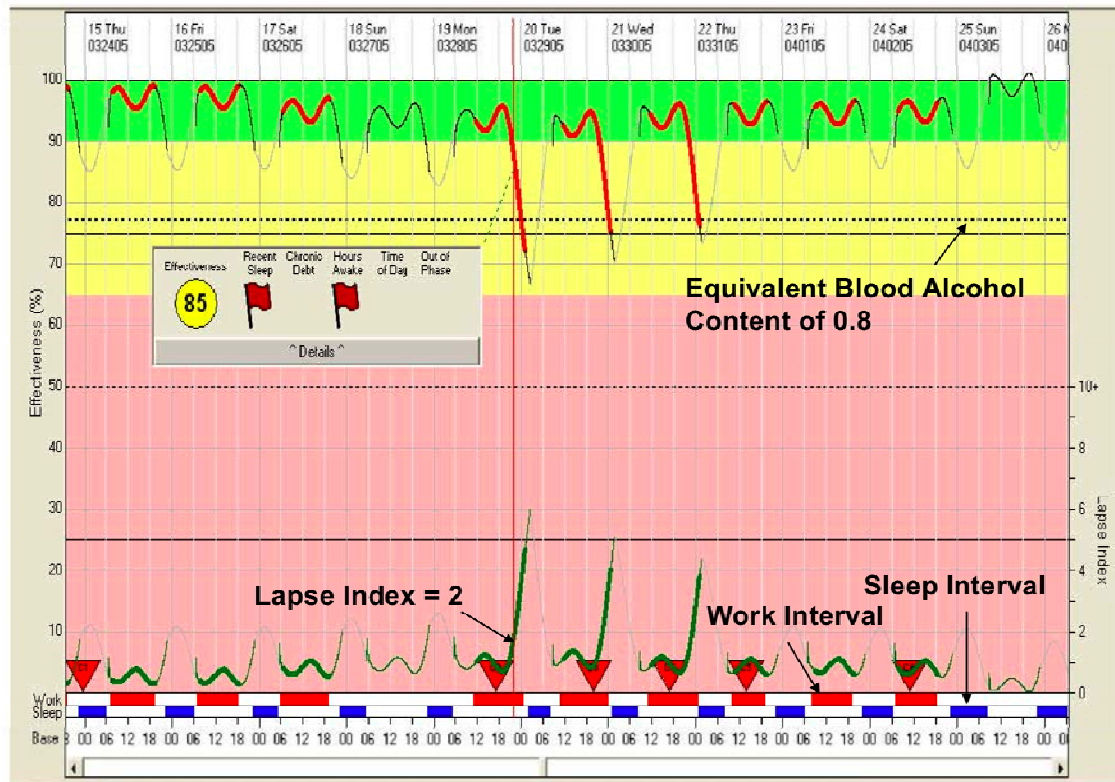 15 Thu 16 Fri 17 Sat 18 Sun 19 Mon 20 Tue 21 Wed 22 Thu 23 Fri 24 Sat 25 Sun 26 M
032405 032505 032605 032705 032805 032905 033005 033105 040105 040205 040305 040
100
90
80
70
60
50
40
30
20
10
0
Effectiveness (%)
Effectiveness
85
Recent
Sleep
Chronic
Debt
Hours
Awake
Time
of Day
Out of
Phase
^ Details ^
Equivalent Blood Alcohol
Content of 0.8
10+
8
6
4
2
0
Lapse Index
Lapse Index = 2
Work Interval
Sleep Interval
Work
Sleep
Base 00 06 12 18 00 06 12 18 00 06 12 18 00 06 12 18 00 06 12 18 00 06 12 18 00 06 12 18 00 06 12 18 00 06 12 18 00 06 12 18 00 06 12 18 00